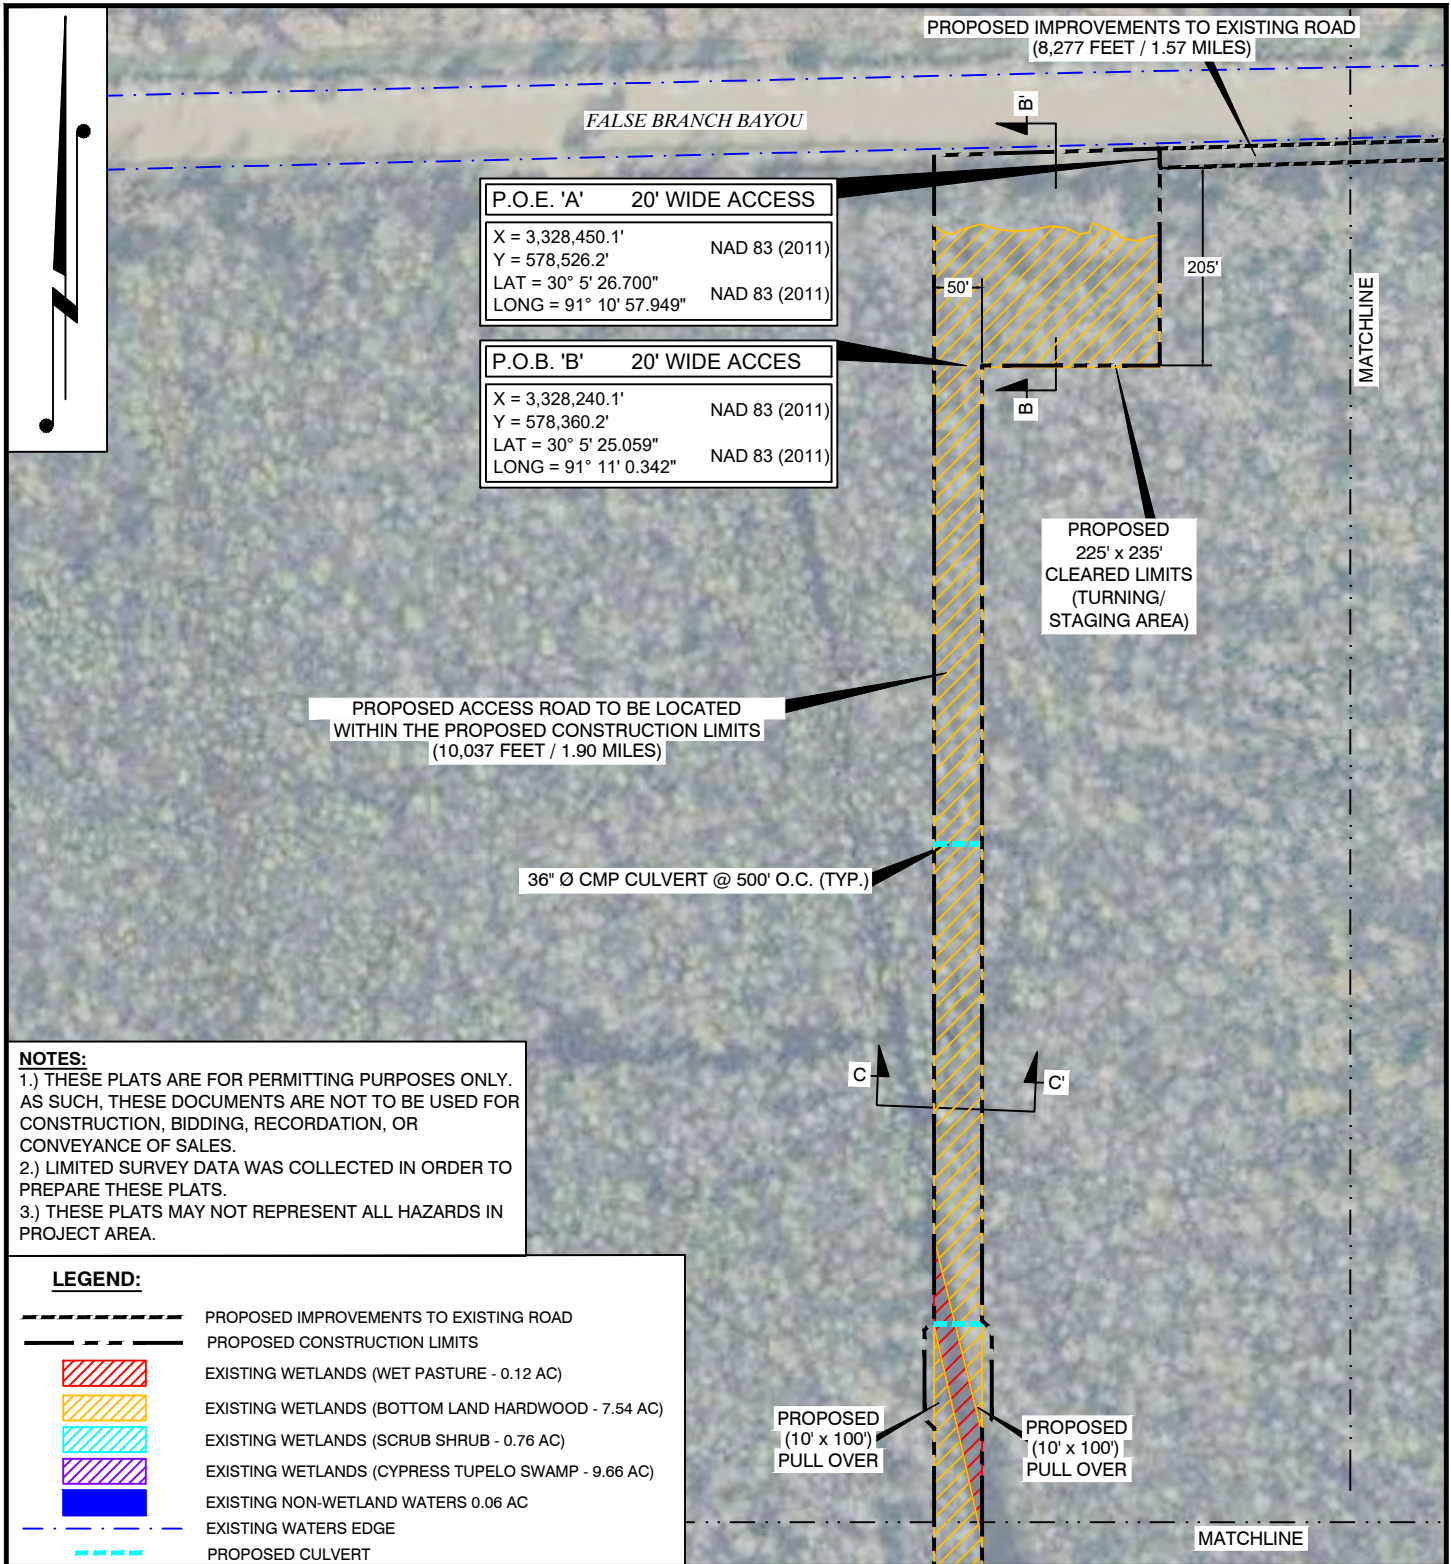 PROPOSED IMPROVEMENTS TO EXISTING ROAD
(8,277 FEET / 1.57 MILES)
FALSE BRANCH BAYOU
B'
P.O.E. 'A' 20' WIDE ACCESS
X = 3,328,450.1'
Y = 578,526.2'
NAD 83 (2011)
LAT = 30° 5' 26.700"
LONG = 91° 10' 57.949"
NAD 83 (2011)
205'
50'
MATCHLINE
P.O.B. 'B' 20' WIDE ACCES
X = 3,328,240.1'
Y = 578,360.2'
NAD 83 (2011)
LAT = 30° 5' 25.059"
LONG = 91° 11' 0.342"
NAD 83 (2011)
B
PROPOSED
225' x 235'
CLEARED LIMITS
(TURNING/
STAGING AREA)
PROPOSED ACCESS ROAD TO BE LOCATED
WITHIN THE PROPOSED CONSTRUCTION LIMITS
(10,037 FEET / 1.90 MILES)
36" Ø CMP CULVERT @ 500' O.C. (TYP.)
C
C'
NOTES:
1.) THESE PLATS ARE FOR PERMITTING PURPOSES ONLY.
AS SUCH, THESE DOCUMENTS ARE NOT TO BE USED FOR
CONSTRUCTION, BIDDING, RECORDATION, OR
CONVEYANCE OF SALES.
2.) LIMITED SURVEY DATA WAS COLLECTED IN ORDER TO
PREPARE THESE PLATS.
3.) THESE PLATS MAY NOT REPRESENT ALL HAZARDS IN
PROJECT AREA.
LEGEND:
PROPOSED IMPROVEMENTS TO EXISTING ROAD
PROPOSED CONSTRUCTION LIMITS
EXISTING WETLANDS (WET PASTURE - 0.12 AC)
EXISTING WETLANDS (BOTTOM LAND HARDWOOD - 7.54 AC)
EXISTING WETLANDS (SCRUB SHRUB - 0.76 AC)
EXISTING WETLANDS (CYPRESS TUPELO SWAMP - 9.66 AC)
EXISTING NON-WETLAND WATERS 0.06 AC
EXISTING WATERS EDGE
PROPOSED CULVERT
PROPOSED
(10' x 100')
PULL OVER
PROPOSED
(10' x 100')
PULL OVER
MATCHLINE